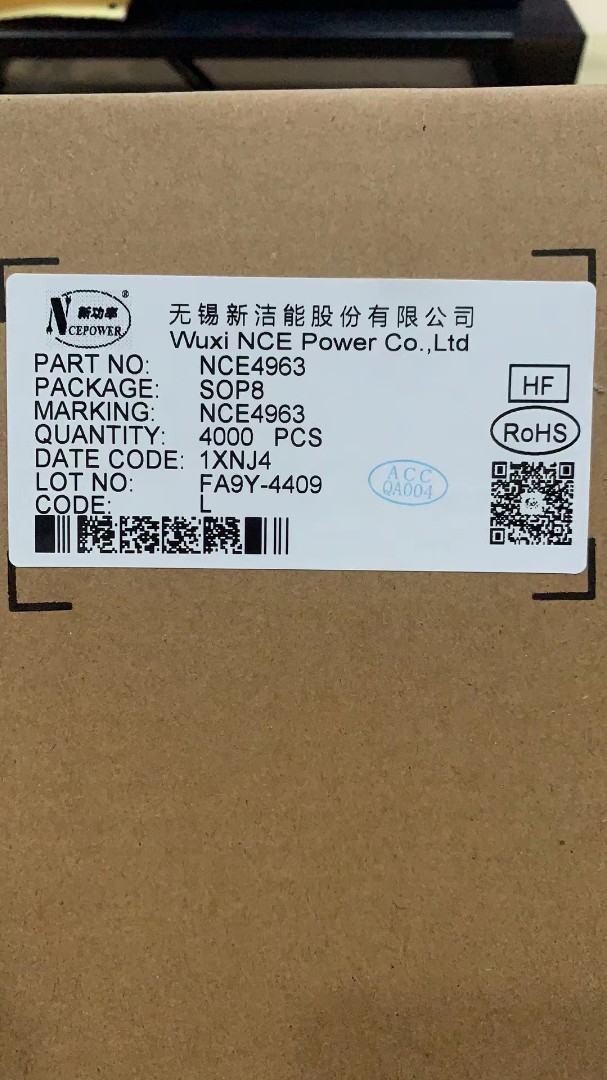 新功率
NCEPOWER
®
无锡新洁能股份有限公司
Wuxi NCE Power Co.,Ltd
PART NO: NCE4963
PACKAGE: SOP8
MARKING: NCE4963
QUANTITY: 4000 PCS
DATE CODE: 1XNJ4
LOT NO: FA9Y-4409
CODE: L
HF
RoHS
ACC
QA004